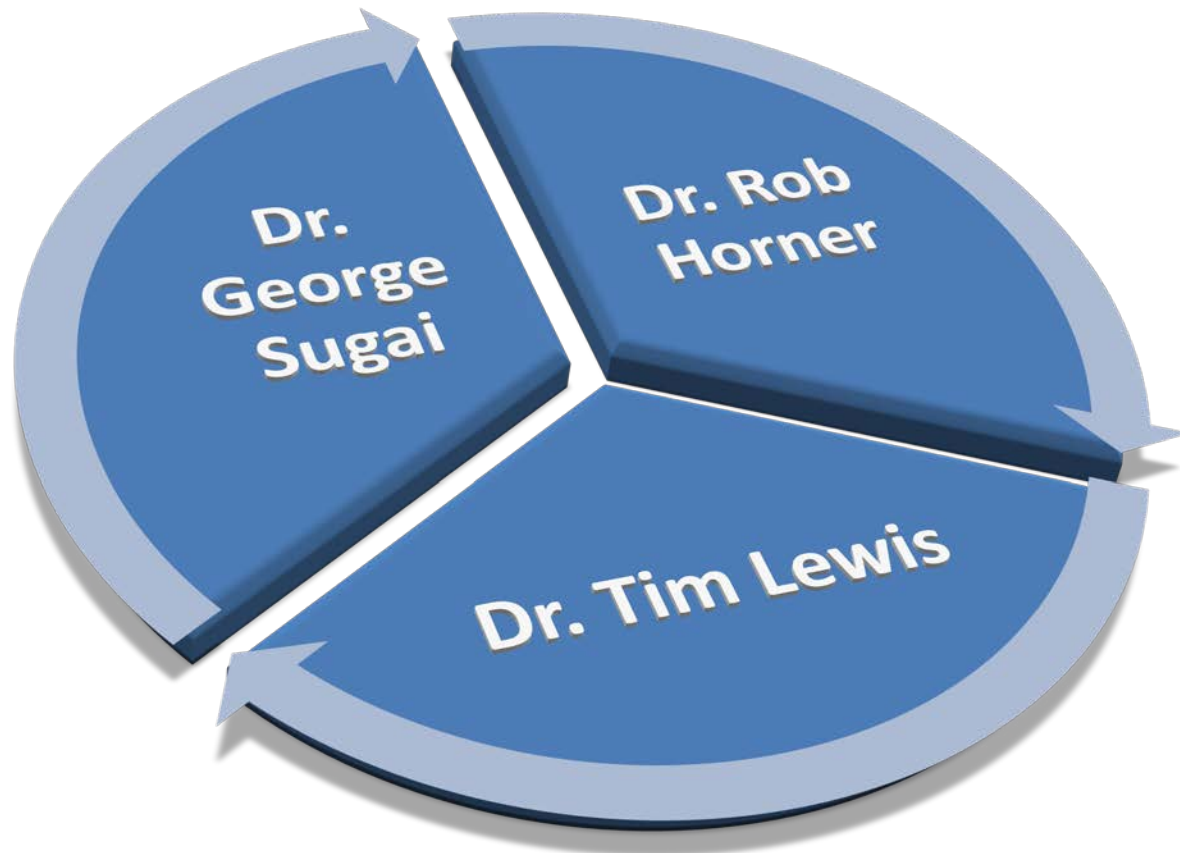 Dr.
George
Sugai
Dr. Rob
Horner
Dr. Tim Lewis